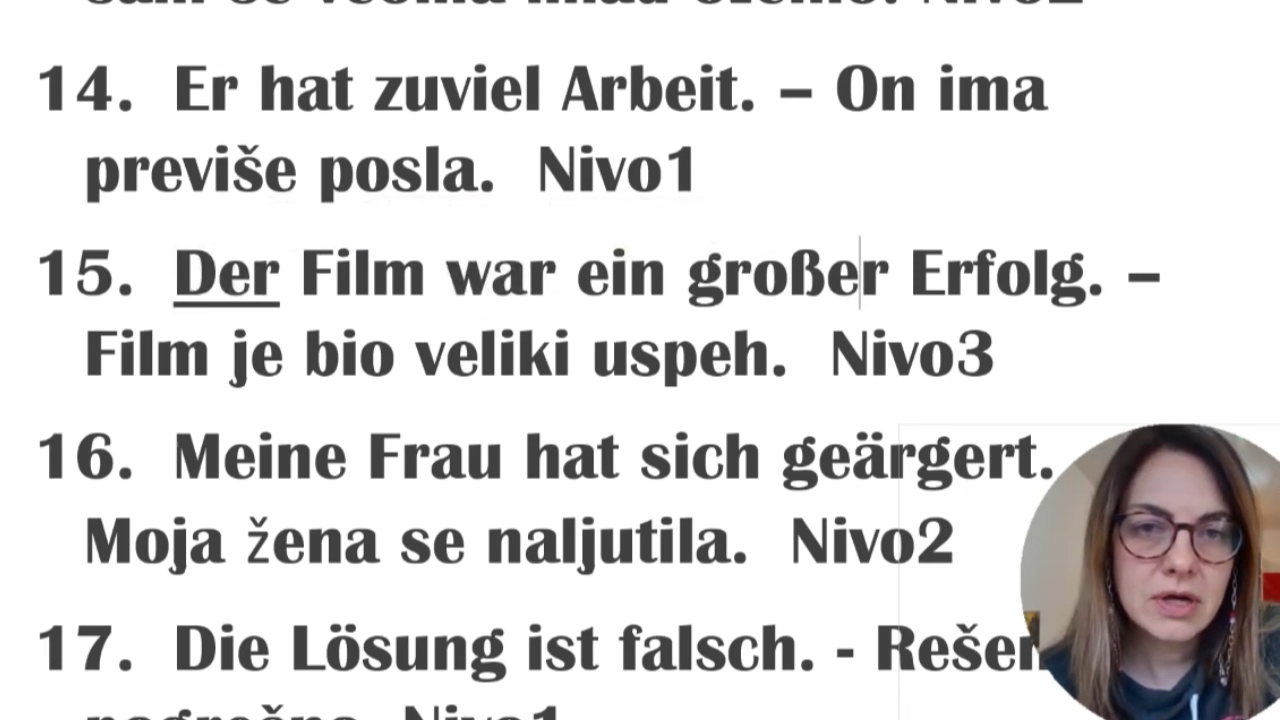 14. Er hat zuviel Arbeit. – On ima
previše posla. Nivo1
15. Der Film war ein großer Erfolg. –
Film je bio veliki uspeh. Nivo3
16. Meine Frau hat sich geärgert.
Moja žena se naljutila. Nivo2
17. Die Lösung ist falsch. -